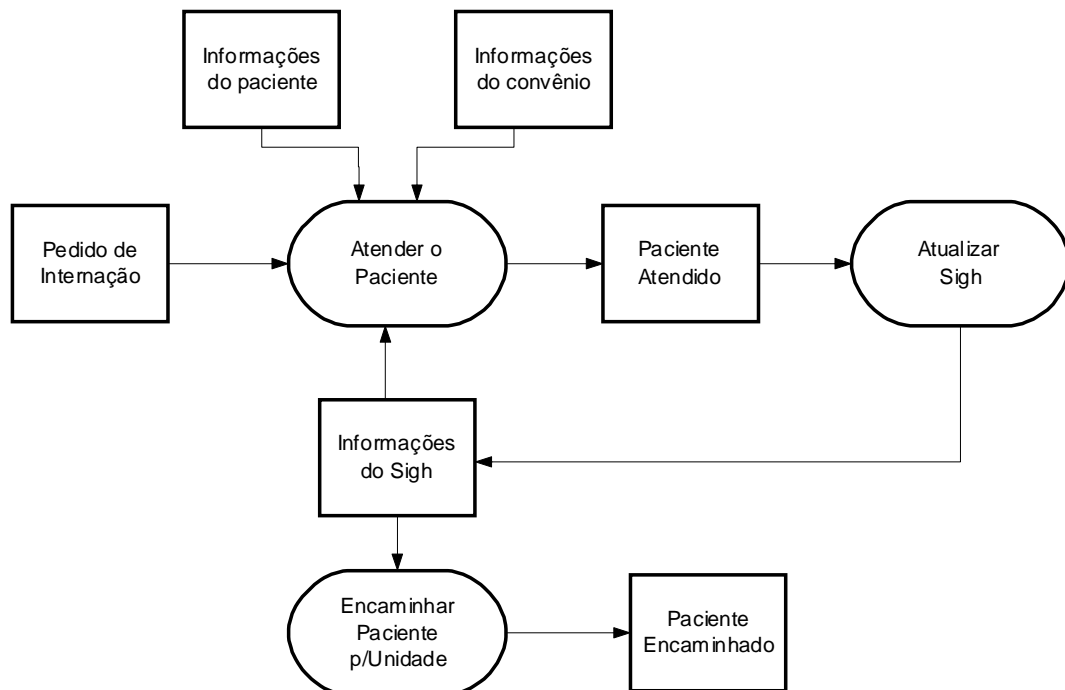 Informações
do paciente
Informações
do convênio
Pedido de
Internação
Atender o
Paciente
Paciente
Atendido
Atualizar
Sigh
Informações
do Sigh
Encaminhar
Paciente
p/Unidade
Paciente
Encaminhado